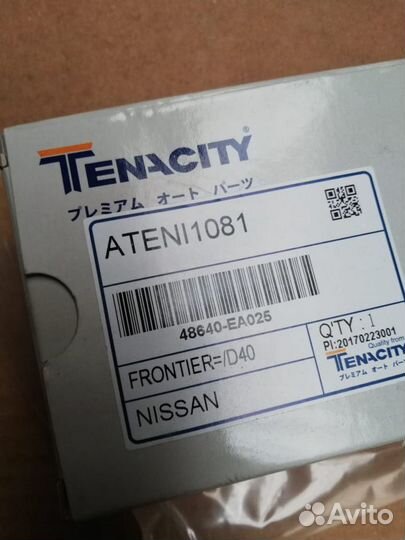 TENACITY
プレミアム オート パーツ
ATENI1081
48640-EA025
FRONTIER=/D40
NISSAN
Q'TY : 1
PI:20170223001
Quality from
TENACITY
プレミアム オート パーツ
Avito